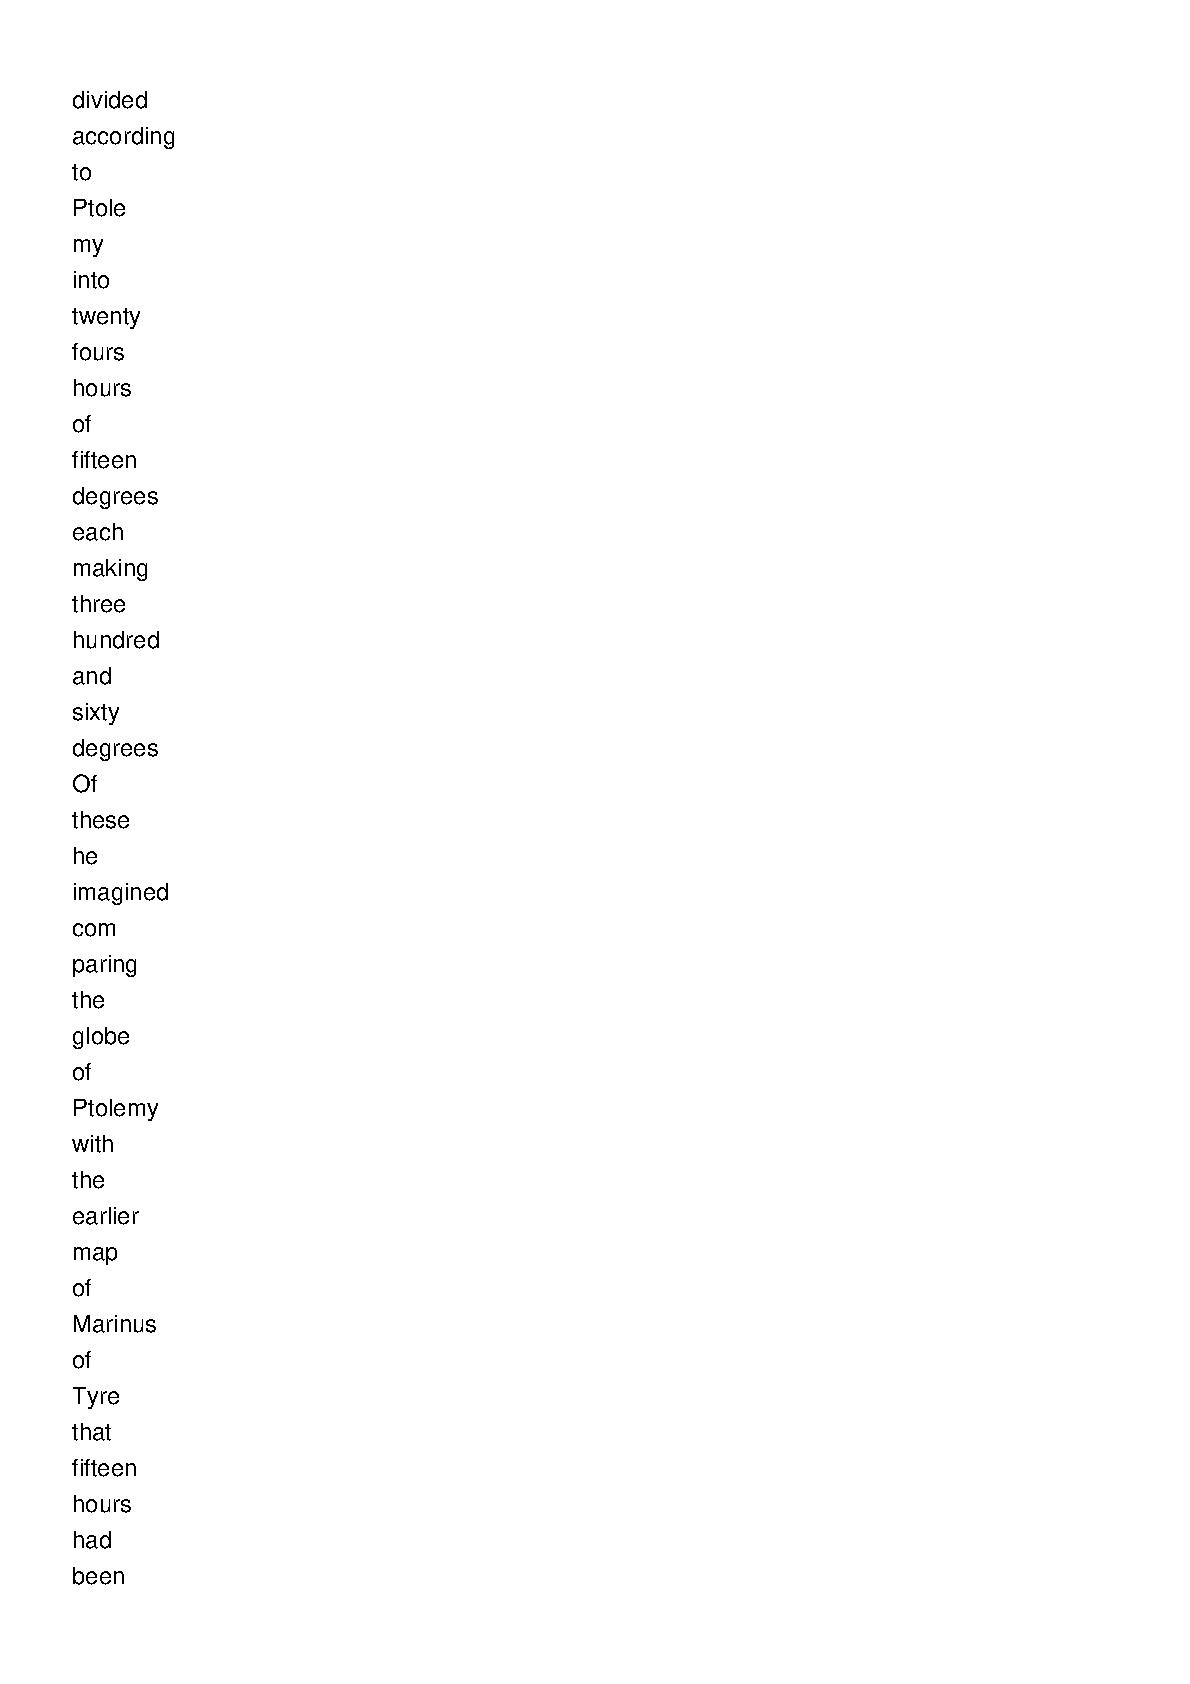 divided
according
to
Ptole
my
into
twenty
fours
hours
of
fifteen
degrees
each
making
three
hundred
and
sixty
degrees
Of
these
he
imagined
com
paring
the
globe
of
Ptolemy
with
the
earlier
map
of
Marinus
of
Tyre
that
fifteen
hours
had
been